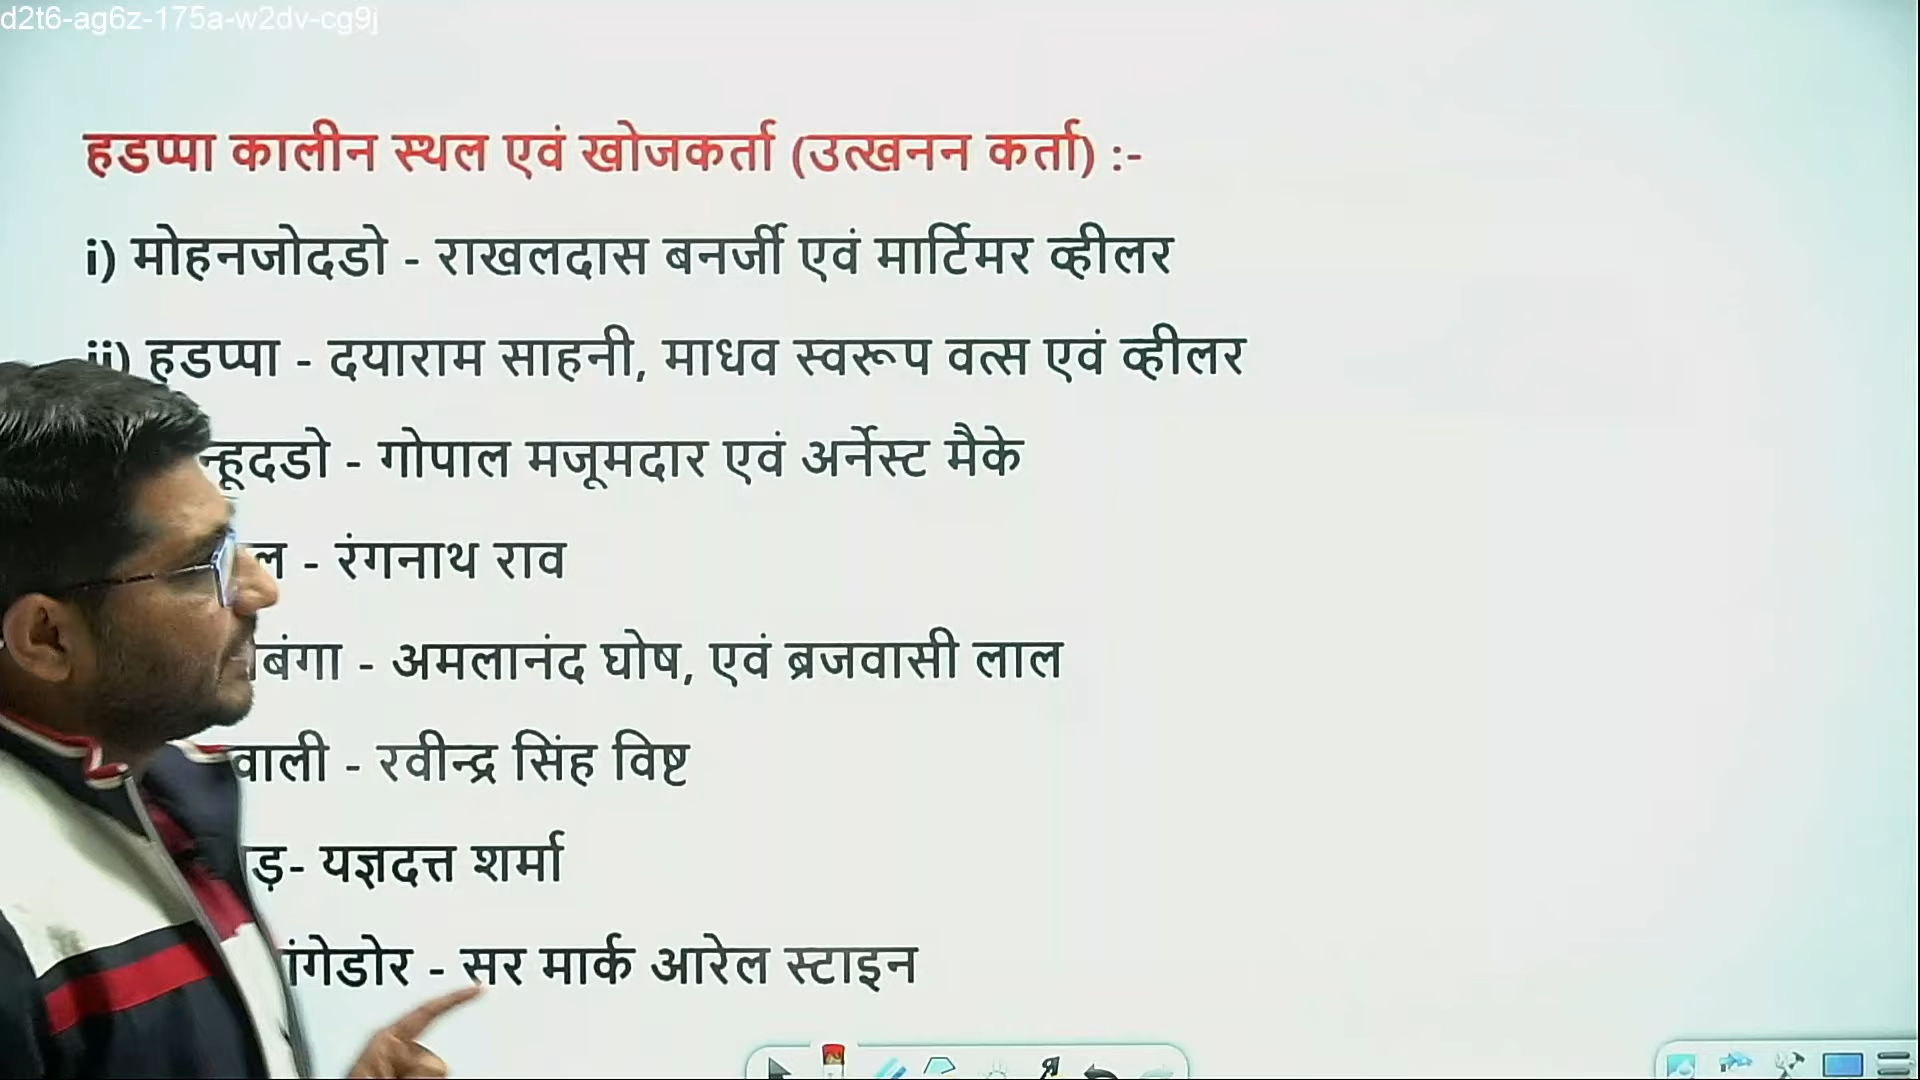 d2t6-ag6z-175a-w2dv-cg9j
हडप्पा कालीन स्थल एवं खोजकर्ता (उत्खनन कर्ता) :-
i) मोहनजोदडो - राखलदास बनर्जी एवं मार्टिमर व्हीलर
ii) हडप्पा - दयाराम साहनी, माधव स्वरूप वत्स एवं व्हीलर
न्हूदडो - गोपाल मजूमदार एवं अर्नेस्ट मैके
ल - रंगनाथ राव
बंगा - अमलानंद घोष, एवं ब्रजवासी लाल
वाली - रवीन्द्र सिंह विष्ट
ड़- यज्ञदत्त शर्मा
ांगेडोर - सर मार्क आरेल स्टाइन